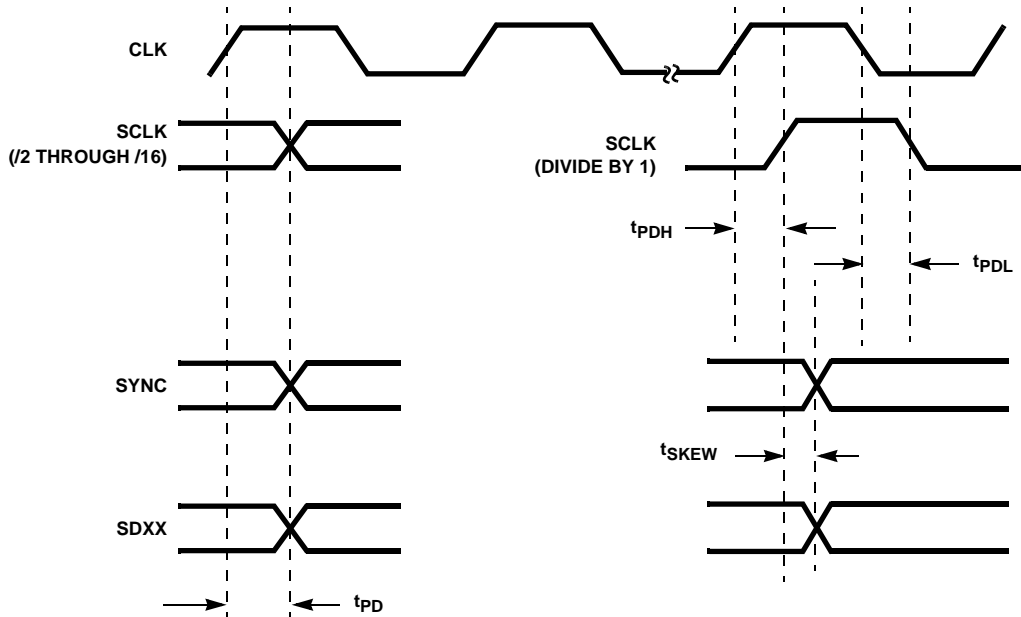 CLK
SCLK
(/2 THROUGH /16)
SCLK
(DIVIDE BY 1)
tPDH
tPDL
SYNC
tSKEW
SDXX
tPD